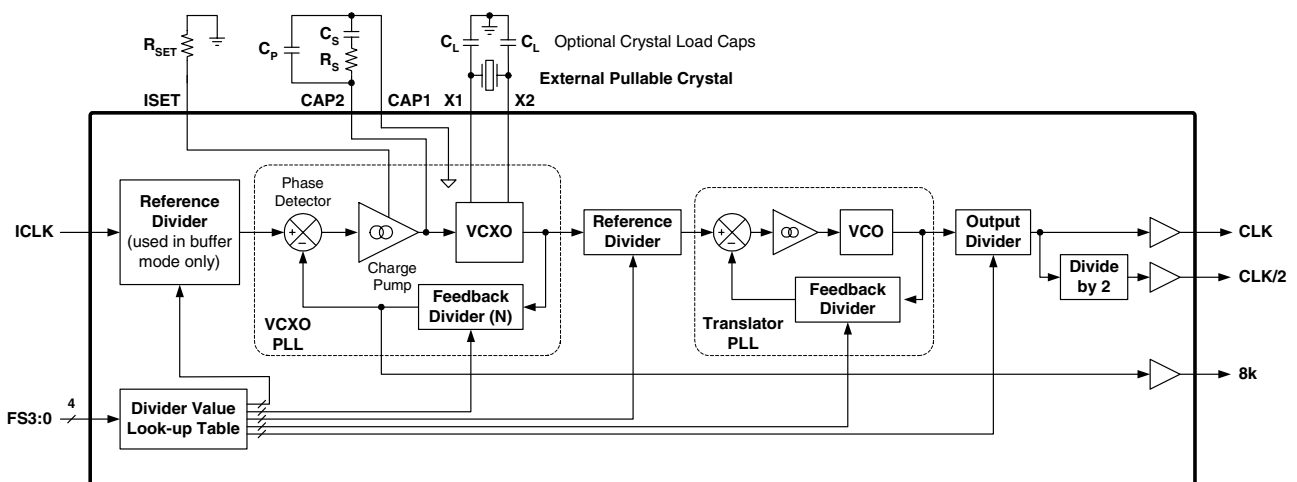 R_SET
C_P
C_S
R_S
C_L
C_L
Optional Crystal Load Caps
External Pullable Crystal
ISET
CAP2
CAP1
X1
X2
ICLK
Reference
Divider
(used in buffer
mode only)
Phase
Detector
+
−
Charge
Pump
VCXO
Feedback
Divider (N)
VCXO
PLL
Reference
Divider
+
−
VCO
Feedback
Divider
Translator
PLL
Output
Divider
Divide
by 2
CLK
CLK/2
8k
FS3:0
4
Divider Value
Look-up Table